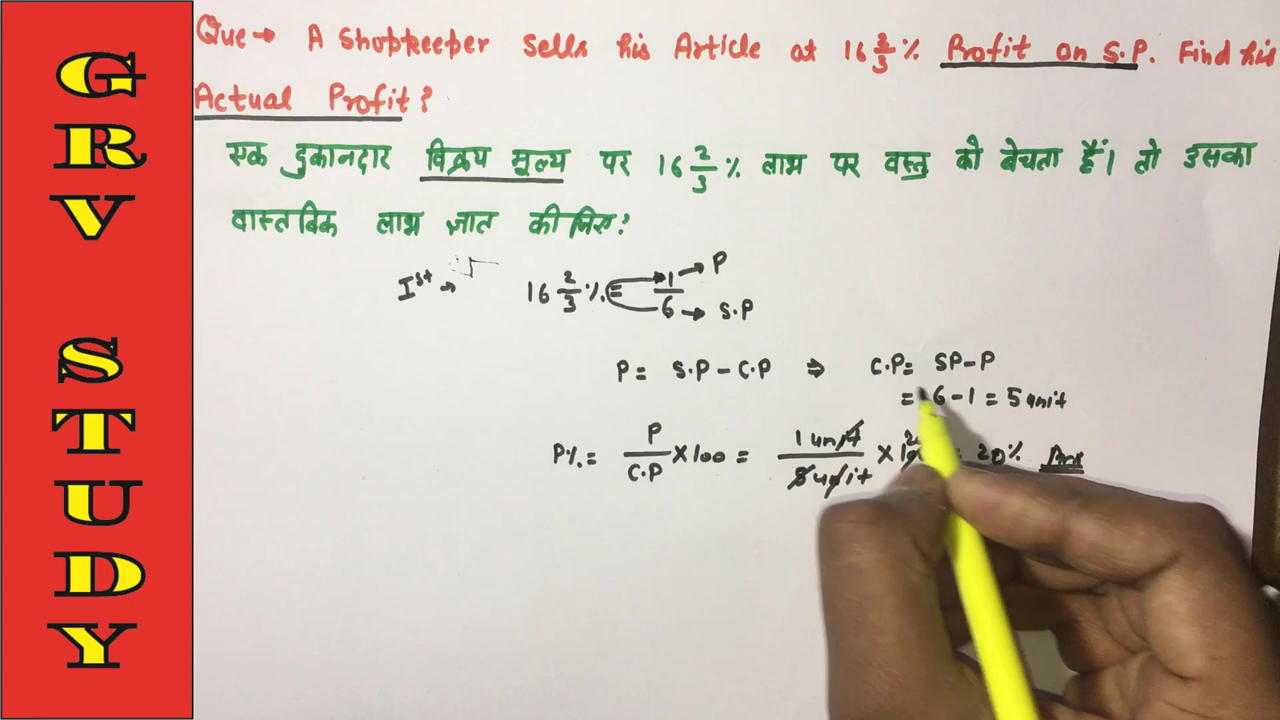 GRV STUDY
Que → A Shopkeeper Sells his Article at 16 2/3 % Profit on S.P. Find his
Actual Profit?
एक दुकानदार विक्रय मूल्य पर 16 2/3 % लाभ पर वस्तु को बेचता है। तो उसका
वास्तविक लाभ ज्ञात कीजिए?
Ist → 16 2/3 % = 1/6 → P → S.P
P = S.P - C.P ⇒ C.P = SP - P
= 6 - 1 = 5 unit
P% = P/C.P × 100 = 1 unit/5 unit × = 20% Ans